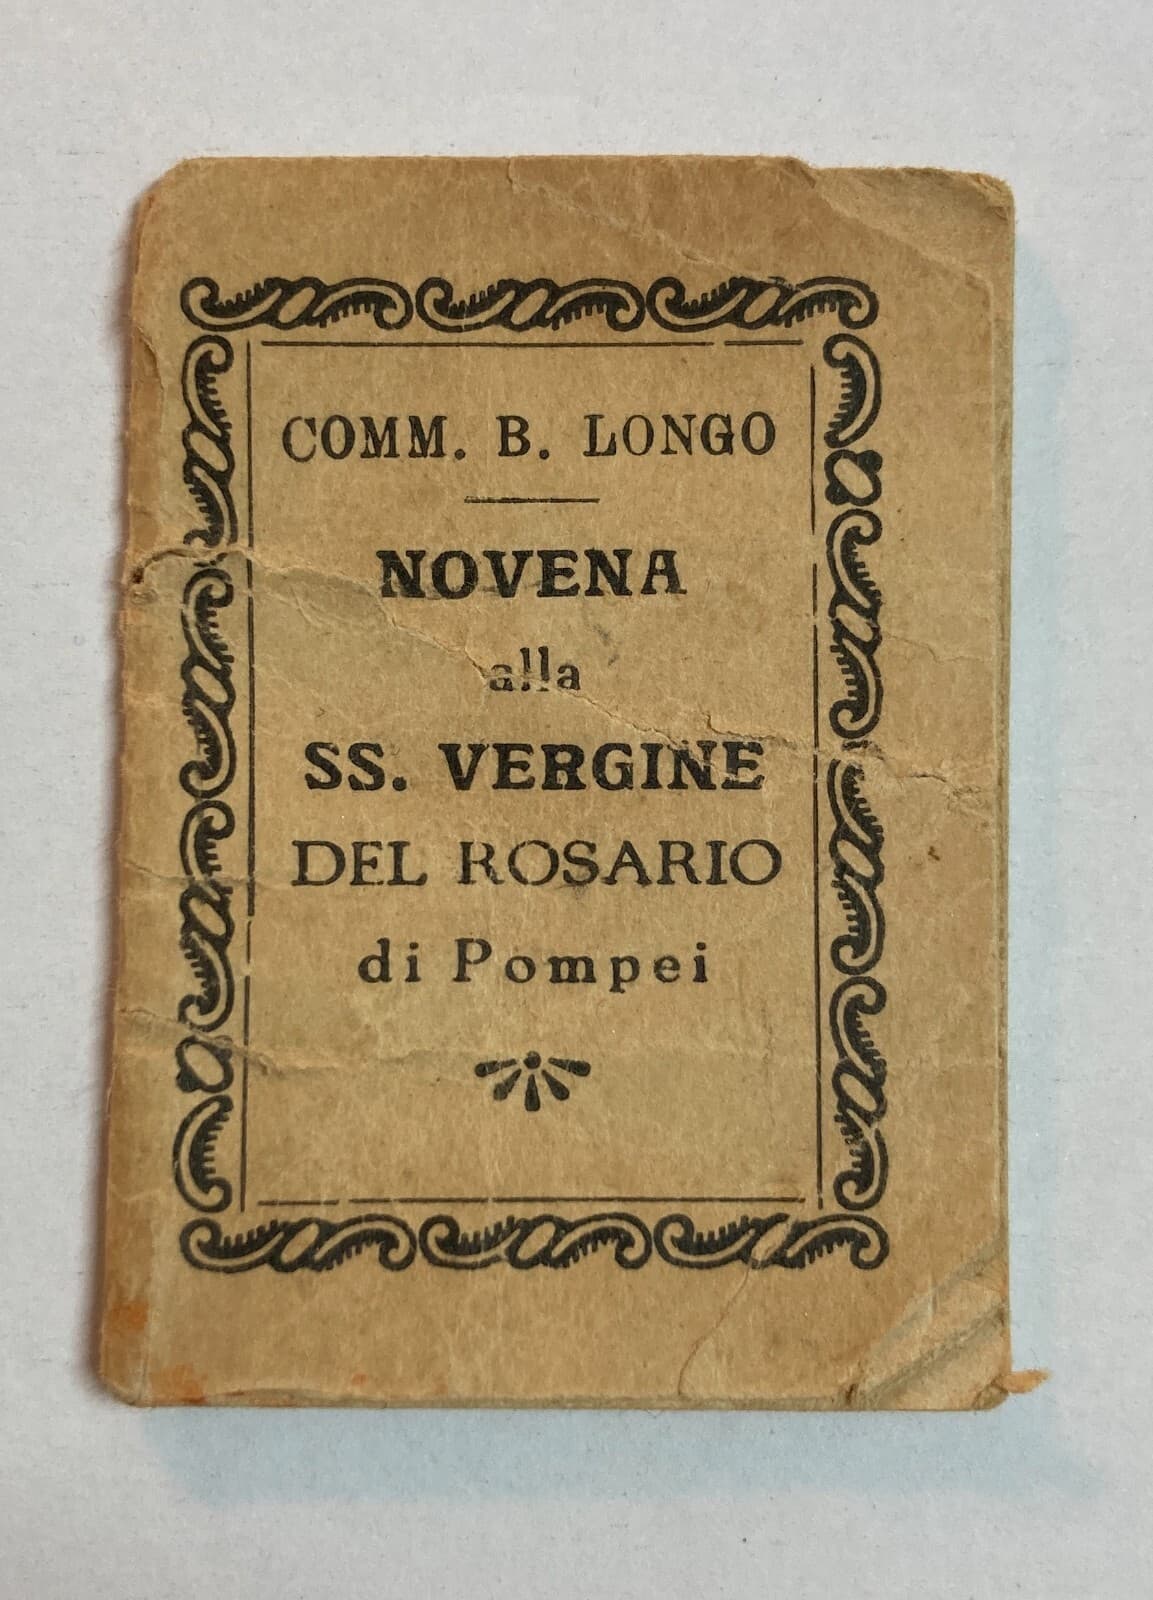 COMM. B. LONGO
NOVENA
alla
SS. VERGINE
DEL ROSARIO
di Pompei